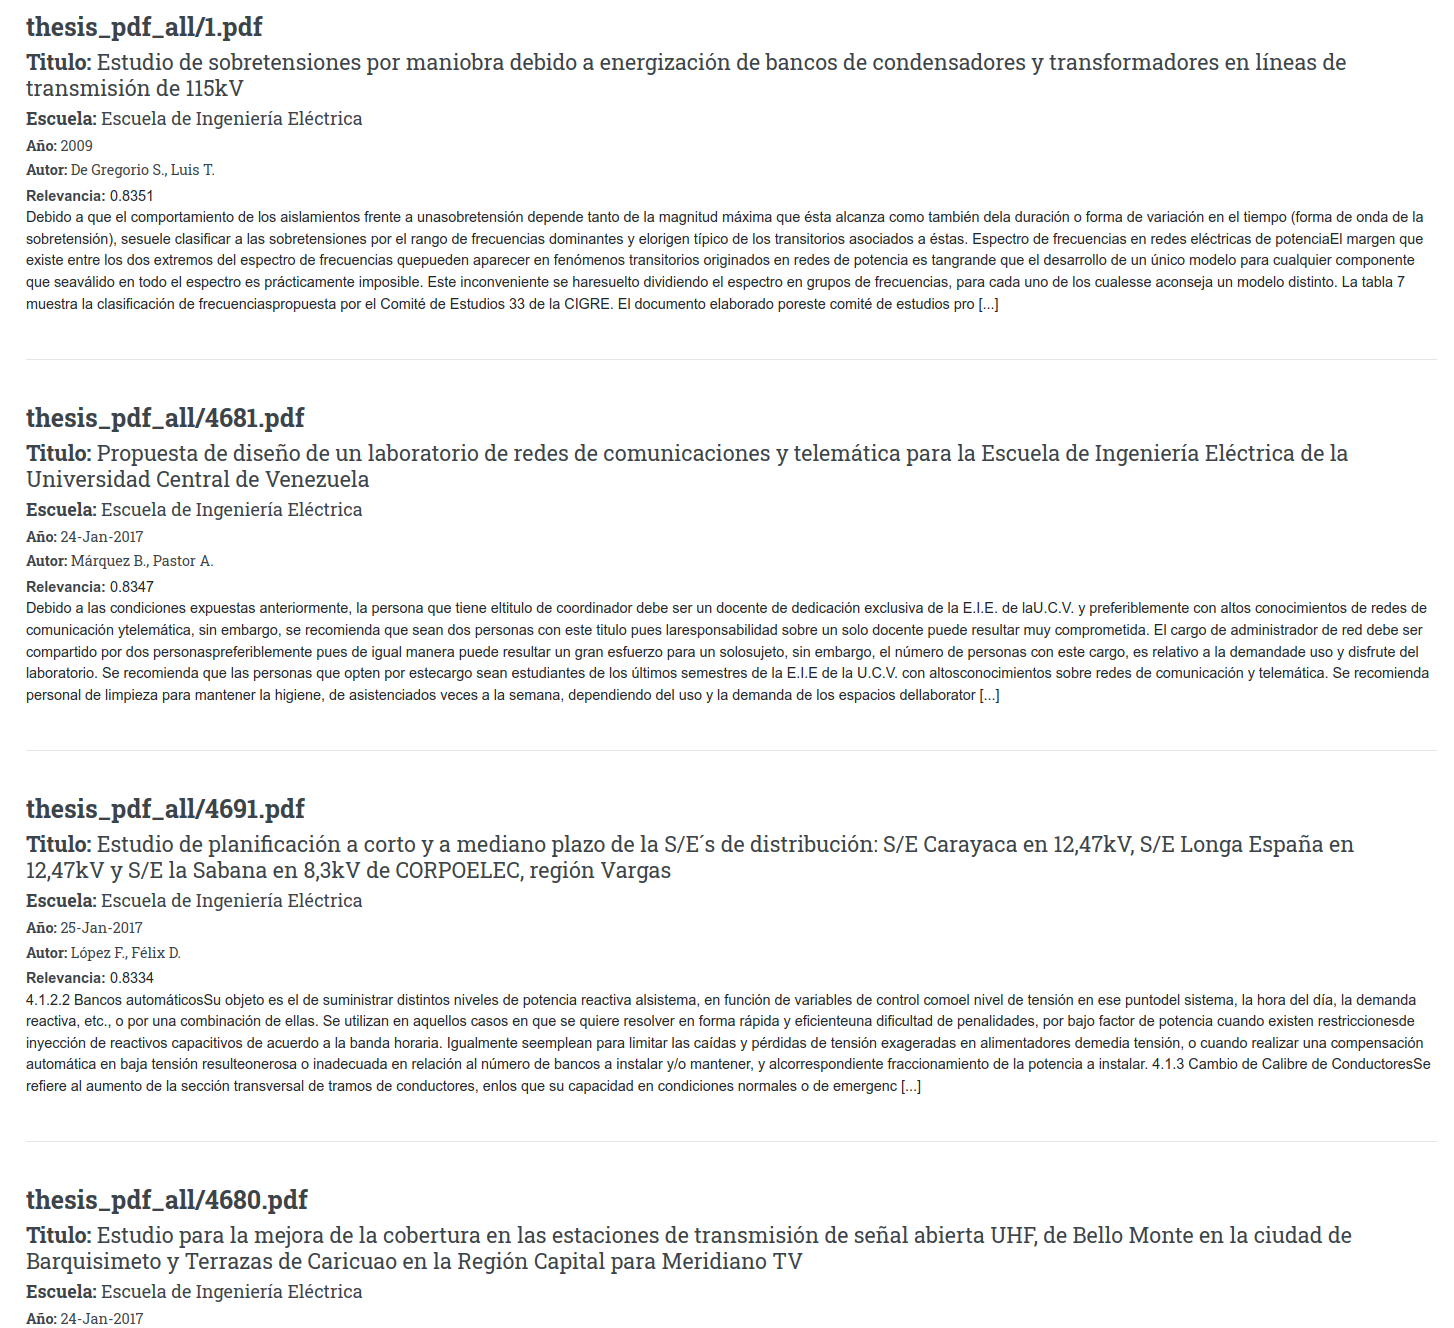 thesis_pdf_all/1.pdf
Titulo: Estudio de sobretensiones por maniobra debido a energización de bancos de condensadores y transformadores en líneas de
transmisión de 115kV
Escuela: Escuela de Ingeniería Eléctrica
Año: 2009
Autor: De Gregorio S., Luis T.
Relevancia: 0.8351
Debido a que el comportamiento de los aislamientos frente a unasobretensión depende tanto de la magnitud máxima que ésta alcanza como también dela duración o forma de variación en el tiempo (forma de onda de la
sobretensión), sesuele clasificar a las sobretensiones por el rango de frecuencias dominantes y elorigen típico de los transitorios asociados a éstas. Espectro de frecuencias en redes eléctricas de potenciaEl margen que
existe entre los dos extremos del espectro de frecuencias quepueden aparecer en fenómenos transitorios originados en redes de potencia es tangrande que el desarrollo de un único modelo para cualquier componente
que seaválido en todo el espectro es prácticamente imposible. Este inconveniente se haresuelto dividiendo el espectro en grupos de frecuencias, para cada uno de los cualesse aconseja un modelo distinto. La tabla 7
muestra la clasificación de frecuenciaspropuesta por el Comité de Estudios 33 de la CIGRE. El documento elaborado poreste comité de estudios pro [...]
thesis_pdf_all/4681.pdf
Titulo: Propuesta de diseño de un laboratorio de redes de comunicaciones y telemática para la Escuela de Ingeniería Eléctrica de la
Universidad Central de Venezuela
Escuela: Escuela de Ingeniería Eléctrica
Año: 24-Jan-2017
Autor: Márquez B., Pastor A.
Relevancia: 0.8347
Debido a las condiciones expuestas anteriormente, la persona que tiene eltitulo de coordinador debe ser un docente de dedicación exclusiva de la E.I.E. de laU.C.V. y preferiblemente con altos conocimientos de redes de
comunicación ytelemática, sin embargo, se recomienda que sean dos personas con este titulo pues laresponsabilidad sobre un solo docente puede resultar muy comprometida. El cargo de administrador de red debe ser
compartido por dos personaspreferiblemente pues de igual manera puede resultar un gran esfuerzo para un solosujeto, sin embargo, el número de personas con este cargo, es relativo a la demandade uso y disfrute del
laboratorio. Se recomienda que las personas que opten por estecargo sean estudiantes de los últimos semestres de la E.I.E de la U.C.V. con altosconocimientos sobre redes de comunicación y telemática. Se recomienda
personal de limpieza para mantener la higiene, de asistenciados veces a la semana, dependiendo del uso y la demanda de los espacios dellaborator [...]
thesis_pdf_all/4691.pdf
Titulo: Estudio de planificación a corto y a mediano plazo de la S/E´s de distribución: S/E Carayaca en 12,47kV, S/E Longa España en
12,47kV y S/E la Sabana en 8,3kV de CORPOELEC, región Vargas
Escuela: Escuela de Ingeniería Eléctrica
Año: 25-Jan-2017
Autor: López F., Félix D.
Relevancia: 0.8334
4.1.2.2 Bancos automáticosSu objeto es el de suministrar distintos niveles de potencia reactiva alsistema, en función de variables de control comoel nivel de tensión en ese puntodel sistema, la hora del día, la demanda
reactiva, etc., o por una combinación de ellas. Se utilizan en aquellos casos en que se quiere resolver en forma rápida y eficienteuna dificultad de penalidades, por bajo factor de potencia cuando existen restriccionesde
inyección de reactivos capacitivos de acuerdo a la banda horaria. Igualmente seemplean para limitar las caídas y pérdidas de tensión exageradas en alimentadores demedia tensión, o cuando realizar una compensación
automática en baja tensión resulteonerosa o inadecuada en relación al número de bancos a instalar y/o mantener, y alcorrespondiente fraccionamiento de la potencia a instalar. 4.1.3 Cambio de Calibre de ConductoresSe
refiere al aumento de la sección transversal de tramos de conductores, enlos que su capacidad en condiciones normales o de emergenc [...]
thesis_pdf_all/4680.pdf
Titulo: Estudio para la mejora de la cobertura en las estaciones de transmisión de señal abierta UHF, de Bello Monte en la ciudad de
Barquisimeto y Terrazas de Caricuao en la Región Capital para Meridiano TV
Escuela: Escuela de Ingeniería Eléctrica
Año: 24-Jan-2017